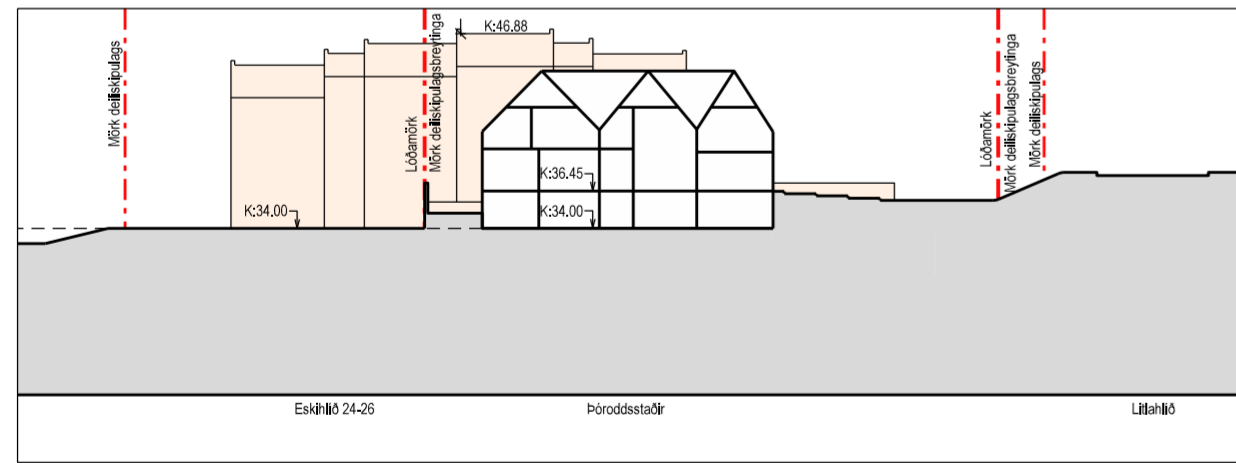 Mörk deiliskipulags
Lóðamörk
Mörk deiliskipulagsbreytinga
K:46.88
Lóðamörk
Mörk deiliskipulagsbreytinga
Mörk deiliskipulags
K:36.45
K:34.00
K:34.00
Eskihlíð 24-26
Þóroddsstaðir
Litlahlíð